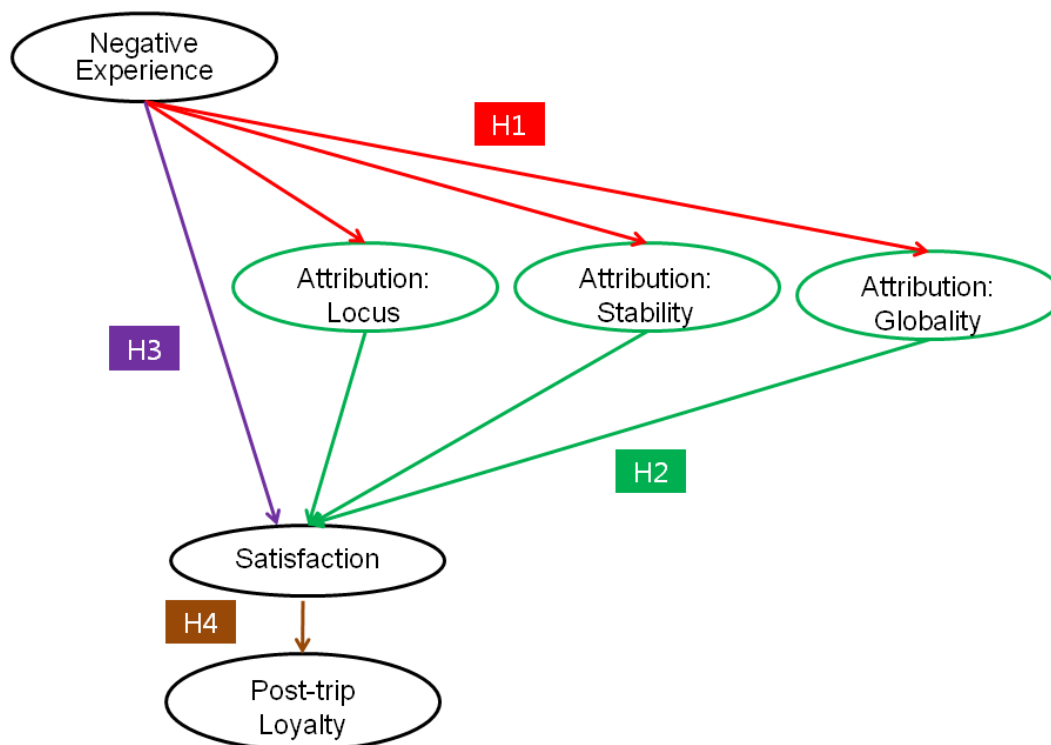 Negative
Experience
H1
Attribution:
Locus
Attribution:
Stability
Attribution:
Globality
H3
H2
Satisfaction
H4
Post-trip
Loyalty